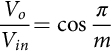 V_o/V_in = cos π/m